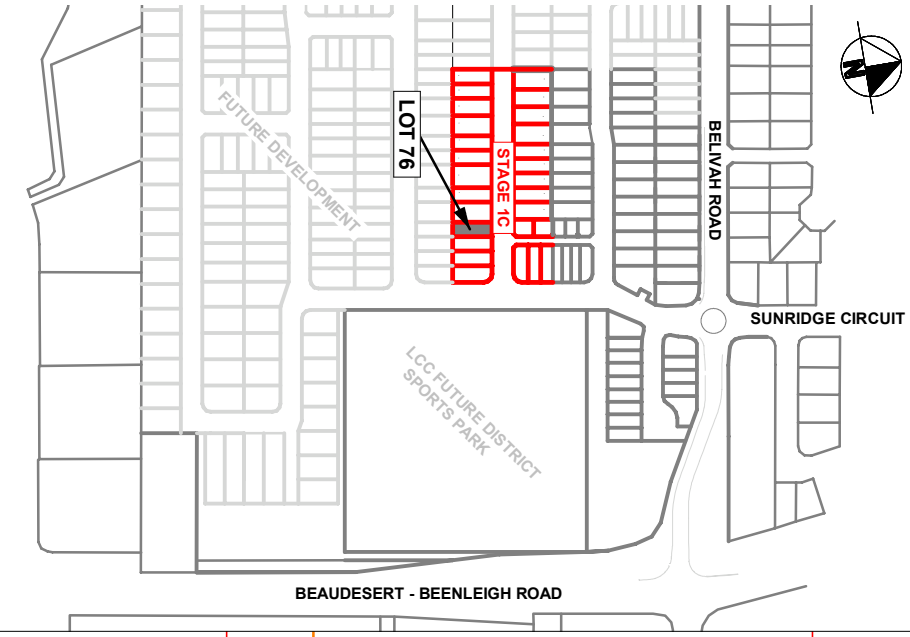 FUTURE DEVELOPMENT
LOT 76
STAGE 1C
BELIVAH ROAD
N
SUNRIDGE CIRCUIT
LCC FUTURE DISTRICT
SPORTS PARK
BEAUDESERT - BEENLEIGH ROAD